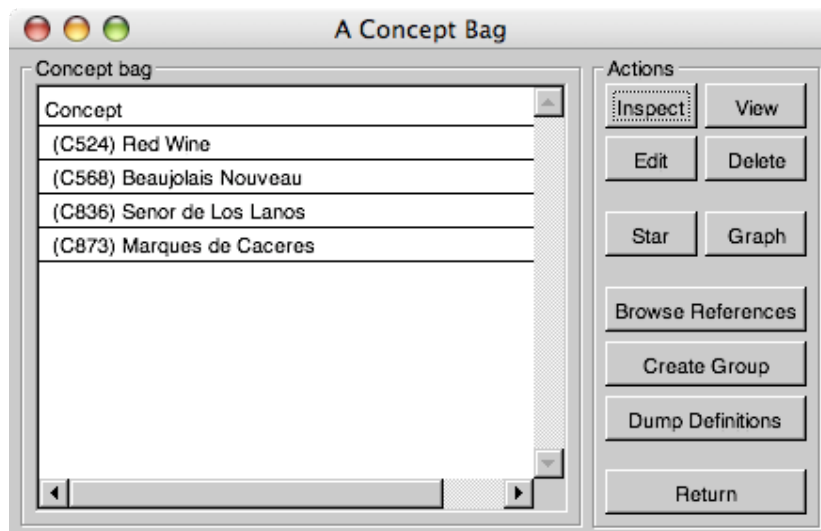 A Concept Bag
Concept bag
Concept
(C524) Red Wine
(C568) Beaujolais Nouveau
(C836) Senor de Los Lanos
(C873) Marques de Caceres
Actions
Inspect View
Edit Delete
Star Graph
Browse References
Create Group
Dump Definitions
Return